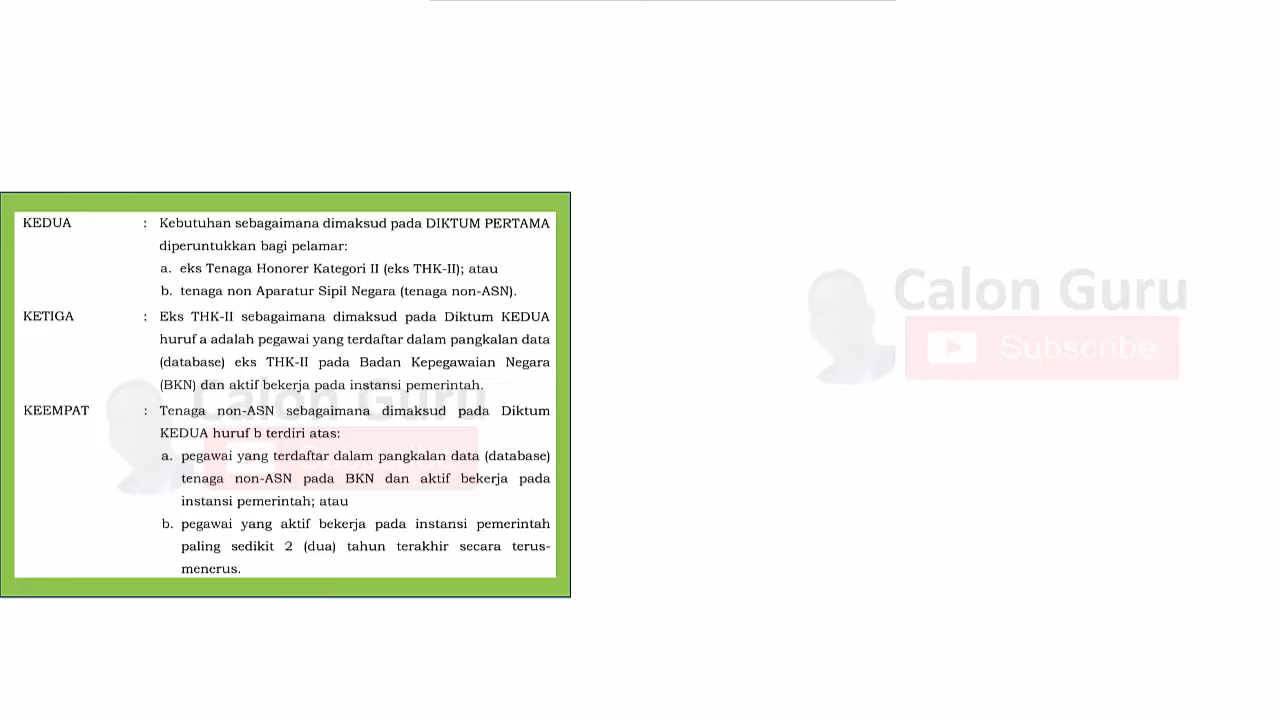 KEDUA : Kebutuhan sebagaimana dimaksud pada DIKTUM PERTAMA
diperuntukkan bagi pelamar:
a. eks Tenaga Honorer Kategori II (eks THK-II); atau
b. tenaga non Aparatur Sipil Negara (tenaga non-ASN).
KETIGA : Eks THK-II sebagaimana dimaksud pada Diktum KEDUA
huruf a adalah pegawai yang terdaftar dalam pangkalan data
(database) eks THK-II pada Badan Kepegawaian Negara
(BKN) dan aktif bekerja pada instansi pemerintah.
KEEMPAT : Tenaga non-ASN sebagaimana dimaksud pada Diktum
KEDUA huruf b terdiri atas:
a. pegawai yang terdaftar dalam pangkalan data (database)
tenaga non-ASN pada BKN dan aktif bekerja pada
instansi pemerintah; atau
b. pegawai yang aktif bekerja pada instansi pemerintah
paling sedikit 2 (dua) tahun terakhir secara terus-
menerus.
Calon Guru
Subscribe
Calon Guru
Subscribe